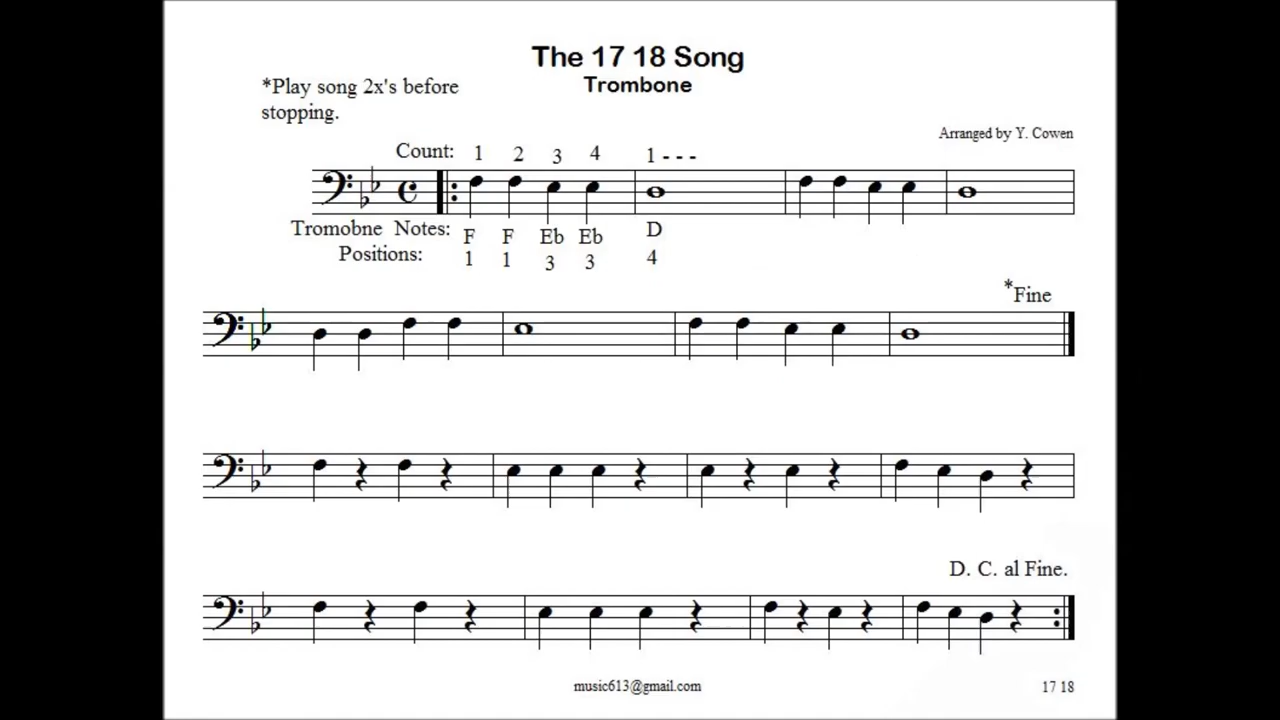 The 17 18 Song
Trombone
*Play song 2x's before
stopping.
Arranged by Y. Cowen
Count: 1 2 3 4 1 - - -
Tromobne Notes: F F Eb Eb D
Positions: 1 1 3 3 4
*Fine
D. C. al Fine.
music613@gmail.com
17 18